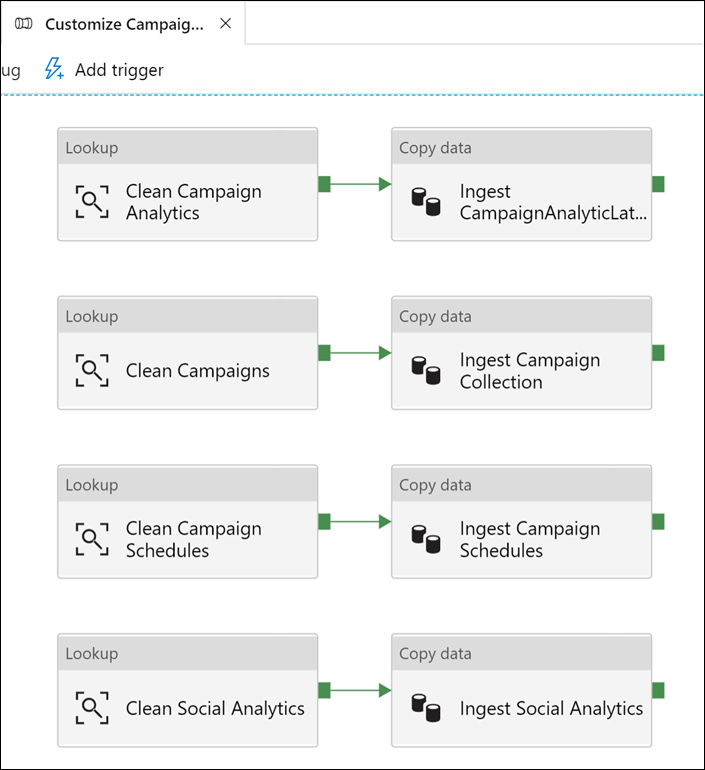 Customize Campaig...
ug Add trigger
Lookup
Clean Campaign
Analytics
Copy data
Ingest
CampaignAnalyticLat...
Lookup
Clean Campaigns
Copy data
Ingest Campaign
Collection
Lookup
Clean Campaign
Schedules
Copy data
Ingest Campaign
Schedules
Lookup
Clean Social Analytics
Copy data
Ingest Social Analytics